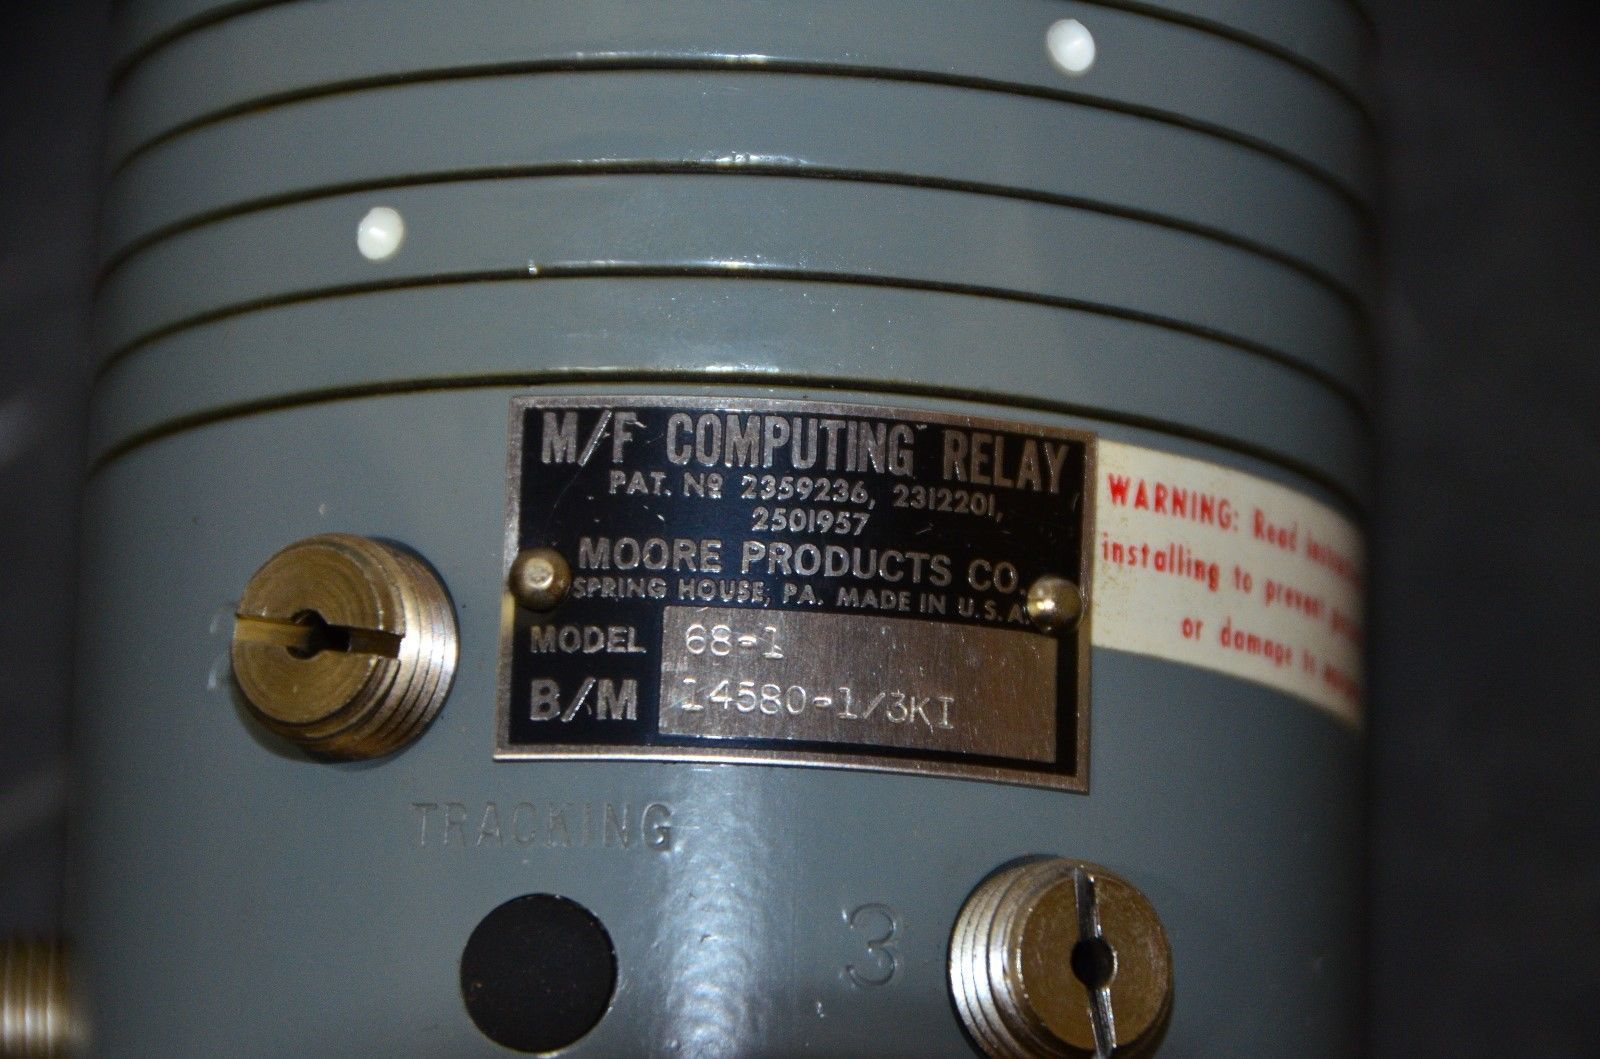 M/F COMPUTING RELAY
PAT. Nº 2359236, 2312201,
2501957
MOORE PRODUCTS CO.
SPRING HOUSE, PA. MADE IN U.S.A.
MODEL 68-1
B/M 14580-1/3KI
WARNING: Read
installing to prevent
or damage
TRACKING
3